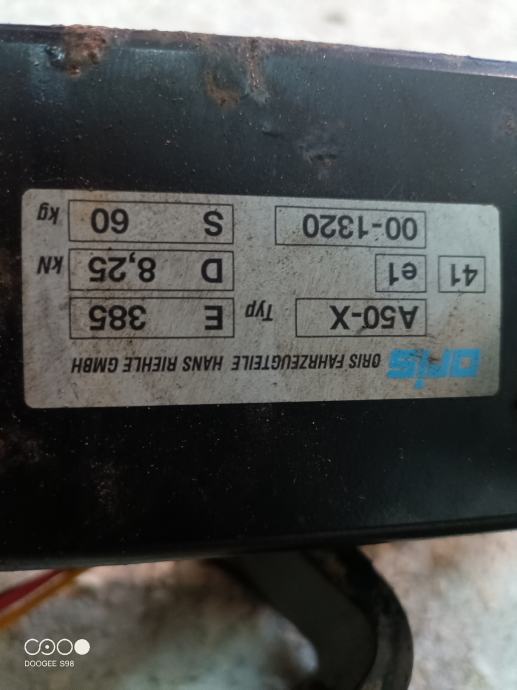 oris ORIS FAHRZEUGTEILE HANS RIEHLE GMBH
A50-X Typ E 385
41 e1 D 8,25 kN
00-1320 S 60 kg
DOOGEE S98